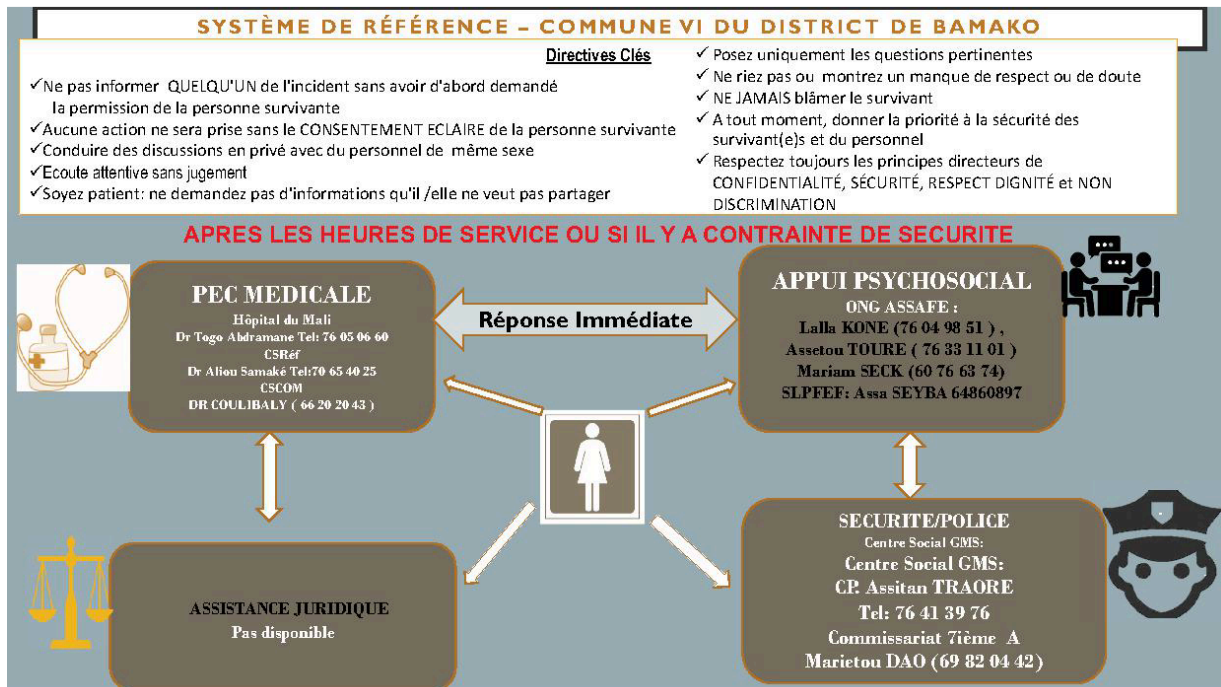 SYSTÈME DE RÉFÉRENCE – COMMUNE VI DU DISTRICT DE BAMAKO
Directives Clés
✓Ne pas informer QUELQU'UN de l'incident sans avoir d'abord demandé
la permission de la personne survivante
✓Aucune action ne sera prise sans le CONSENTEMENT ECLAIRE de la personne survivante
✓Conduire des discussions en privé avec du personnel de même sexe
✓Ecoute attentive sans jugement
✓Soyez patient: ne demandez pas d'informations qu'il /elle ne veut pas partager
✓ Posez uniquement les questions pertinentes
✓ Ne riez pas ou montrez un manque de respect ou de doute
✓ NE JAMAIS blâmer le survivant
✓ A tout moment, donner la priorité à la sécurité des
survivant(e)s et du personnel
✓ Respectez toujours les principes directeurs de
CONFIDENTIALITÉ, SÉCURITÉ, RESPECT DIGNITÉ et NON
DISCRIMINATION
APRES LES HEURES DE SERVICE OU SI IL Y A CONTRAINTE DE SECURITE
PEC MEDICALE
Hôpital du Mali
Dr Togo Abdramane Tel: 76 05 06 60
CSRéf
Dr Aliou Samaké Tel:70 65 40 25
CSCOM
DR COULIBALY ( 66 20 20 43 )
Réponse Immédiate
APPUI PSYCHOSOCIAL
ONG ASSAFE :
Lalla KONE (76 04 98 51 ) ,
Assetou TOURE ( 76 33 11 01 )
Mariam SECK (60 76 63 74)
SLPFEF: Assa SEYBA 64860897
ASSISTANCE JURIDIQUE
Pas disponible
SECURITE/POLICE
Centre Social GMS:
Centre Social GMS:
CP. Assitan TRAORE
Tel: 76 41 39 76
Commissariat 7ième A
Marietou DAO (69 82 04 42)